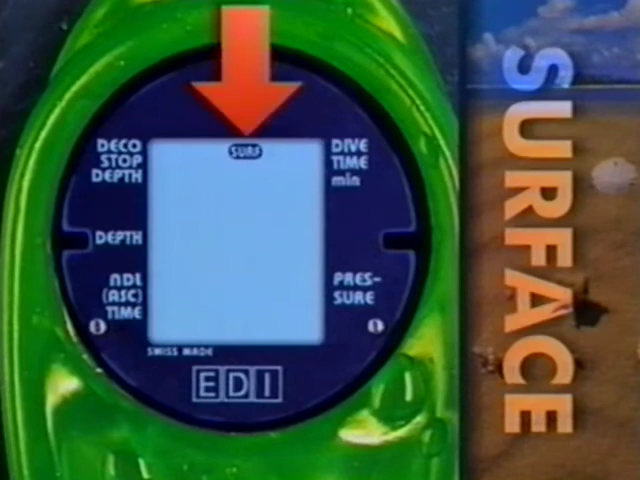 SURF
DECO
STOP
DEPTH
DIVE
TIME
min
DEPTH
NDL
(ASC)
TIME
PRES-
SURE
SWISS MADE
EDI
SURFACE